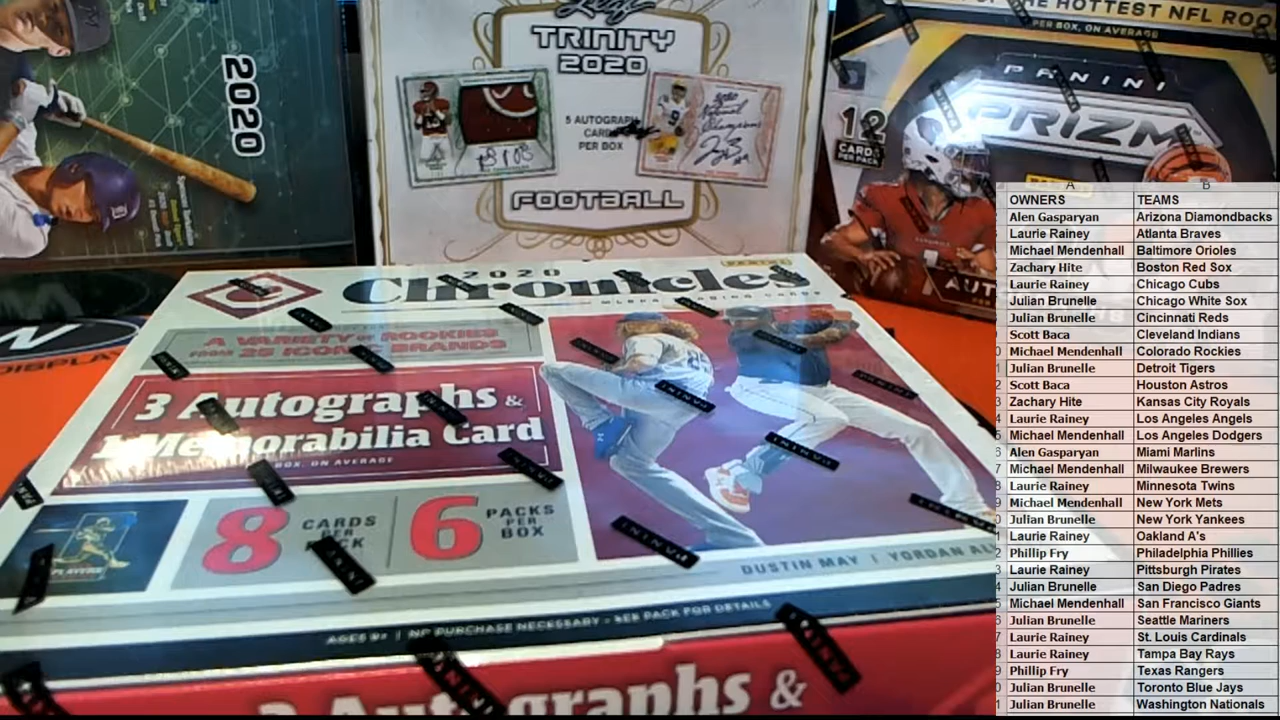 2020
Leaf
TRINITY
2020
5 AUTOGRAPH
CARDS
PER BOX
FOOTBALL
THE HOTTEST NFL ROO
PER BOX, ON AVERAGE
PANINI
PRIZM
12
CARDS
PER PACK
AUT
2020
PANINI
Chronicles
A VARIETY OF ROOKIES
FROM 25 ICONIC BRANDS
3 Autographs &
1 Memorabilia Card
BOX, ON AVERAGE
8 CARDS
PER
PACK
6 PACKS
PER
BOX
DUSTIN MAY | YORDAN AL
AGES 9+ | NO PURCHASE NECESSARY - SEE PACK FOR DETAILS
3 Autographs &
A B
OWNERS TEAMS
Alen Gasparyan Arizona Diamondbacks
Laurie Rainey Atlanta Braves
Michael Mendenhall Baltimore Orioles
Zachary Hite Boston Red Sox
Laurie Rainey Chicago Cubs
Julian Brunelle Chicago White Sox
Julian Brunelle Cincinnati Reds
Scott Baca Cleveland Indians
Michael Mendenhall Colorado Rockies
Julian Brunelle Detroit Tigers
Scott Baca Houston Astros
Zachary Hite Kansas City Royals
Laurie Rainey Los Angeles Angels
Michael Mendenhall Los Angeles Dodgers
Alen Gasparyan Miami Marlins
Michael Mendenhall Milwaukee Brewers
Laurie Rainey Minnesota Twins
Michael Mendenhall New York Mets
Julian Brunelle New York Yankees
Laurie Rainey Oakland A's
Phillip Fry Philadelphia Phillies
Laurie Rainey Pittsburgh Pirates
Julian Brunelle San Diego Padres
Michael Mendenhall San Francisco Giants
Julian Brunelle Seattle Mariners
Laurie Rainey St. Louis Cardinals
Laurie Rainey Tampa Bay Rays
Phillip Fry Texas Rangers
Julian Brunelle Toronto Blue Jays
Julian Brunelle Washington Nationals